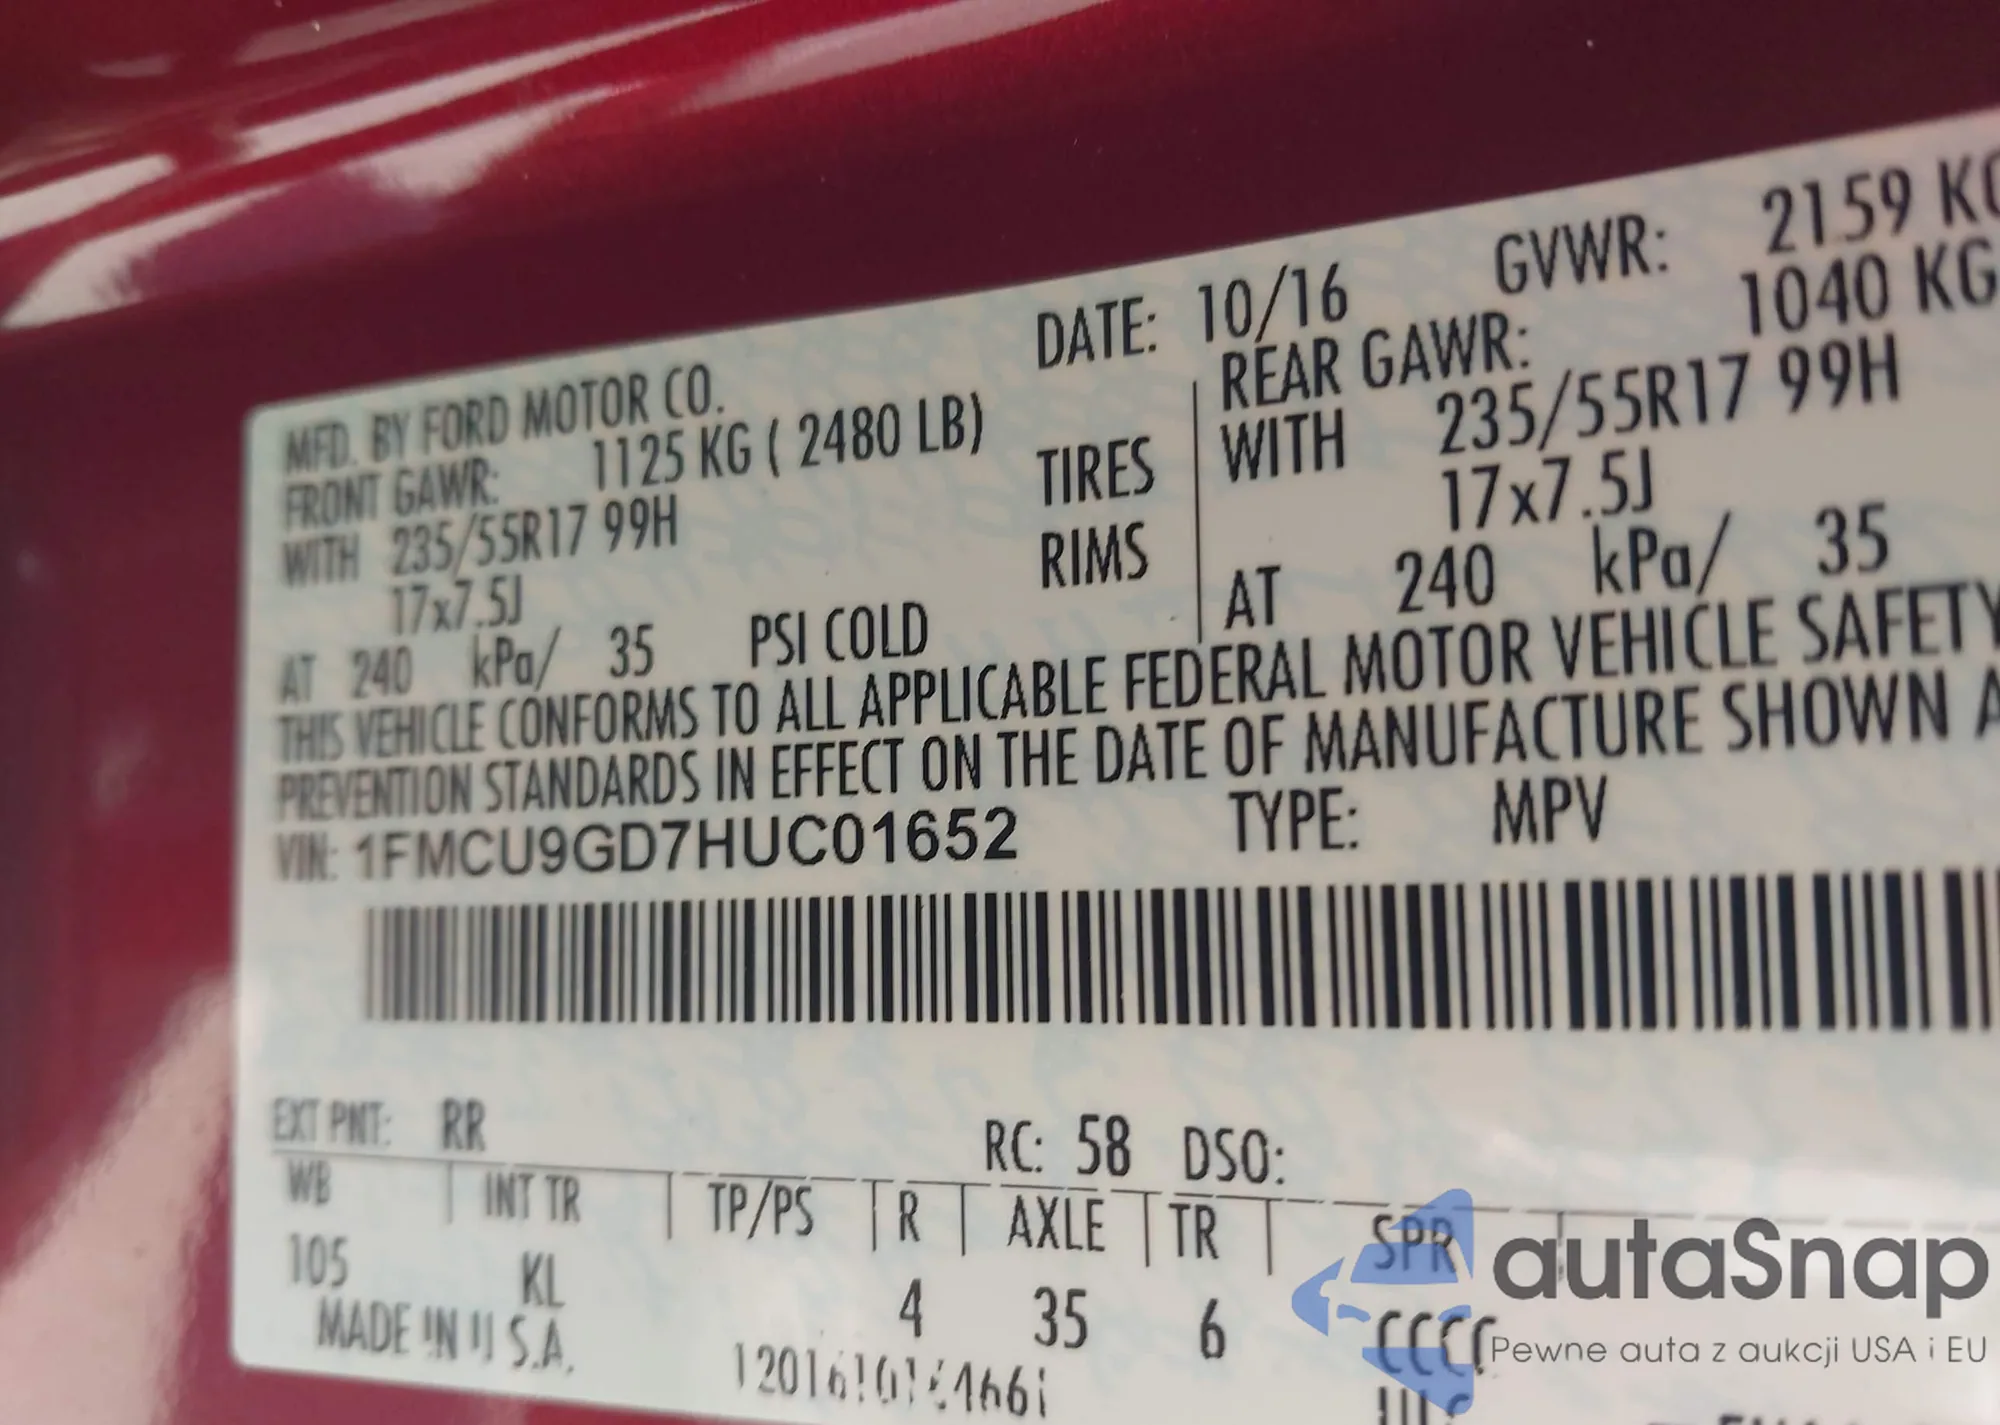 MFD. BY FORD MOTOR CO. DATE: 10/16 GVWR: 2159 KG
FRONT GAWR: 1125 KG ( 2480 LB) REAR GAWR: 1040 KG
WITH 235/55R17 99H TIRES WITH 235/55R17 99H
17x7.5J RIMS 17x7.5J
AT 240 kPa/ 35 PSI COLD AT 240 kPa/ 35
THIS VEHICLE CONFORMS TO ALL APPLICABLE FEDERAL MOTOR VEHICLE SAFETY
PREVENTION STANDARDS IN EFFECT ON THE DATE OF MANUFACTURE SHOWN
VIN: 1FMCU9GD7HUC01652 TYPE: MPV
EXT PNT: RR RC: 58 DSO:
WB INT TR TP/PS R AXLE TR SPR
105 KL 4 35 6 CCCC
MADE IN U.S.A.
autaSnap
Pewne auta z aukcji USA i EU